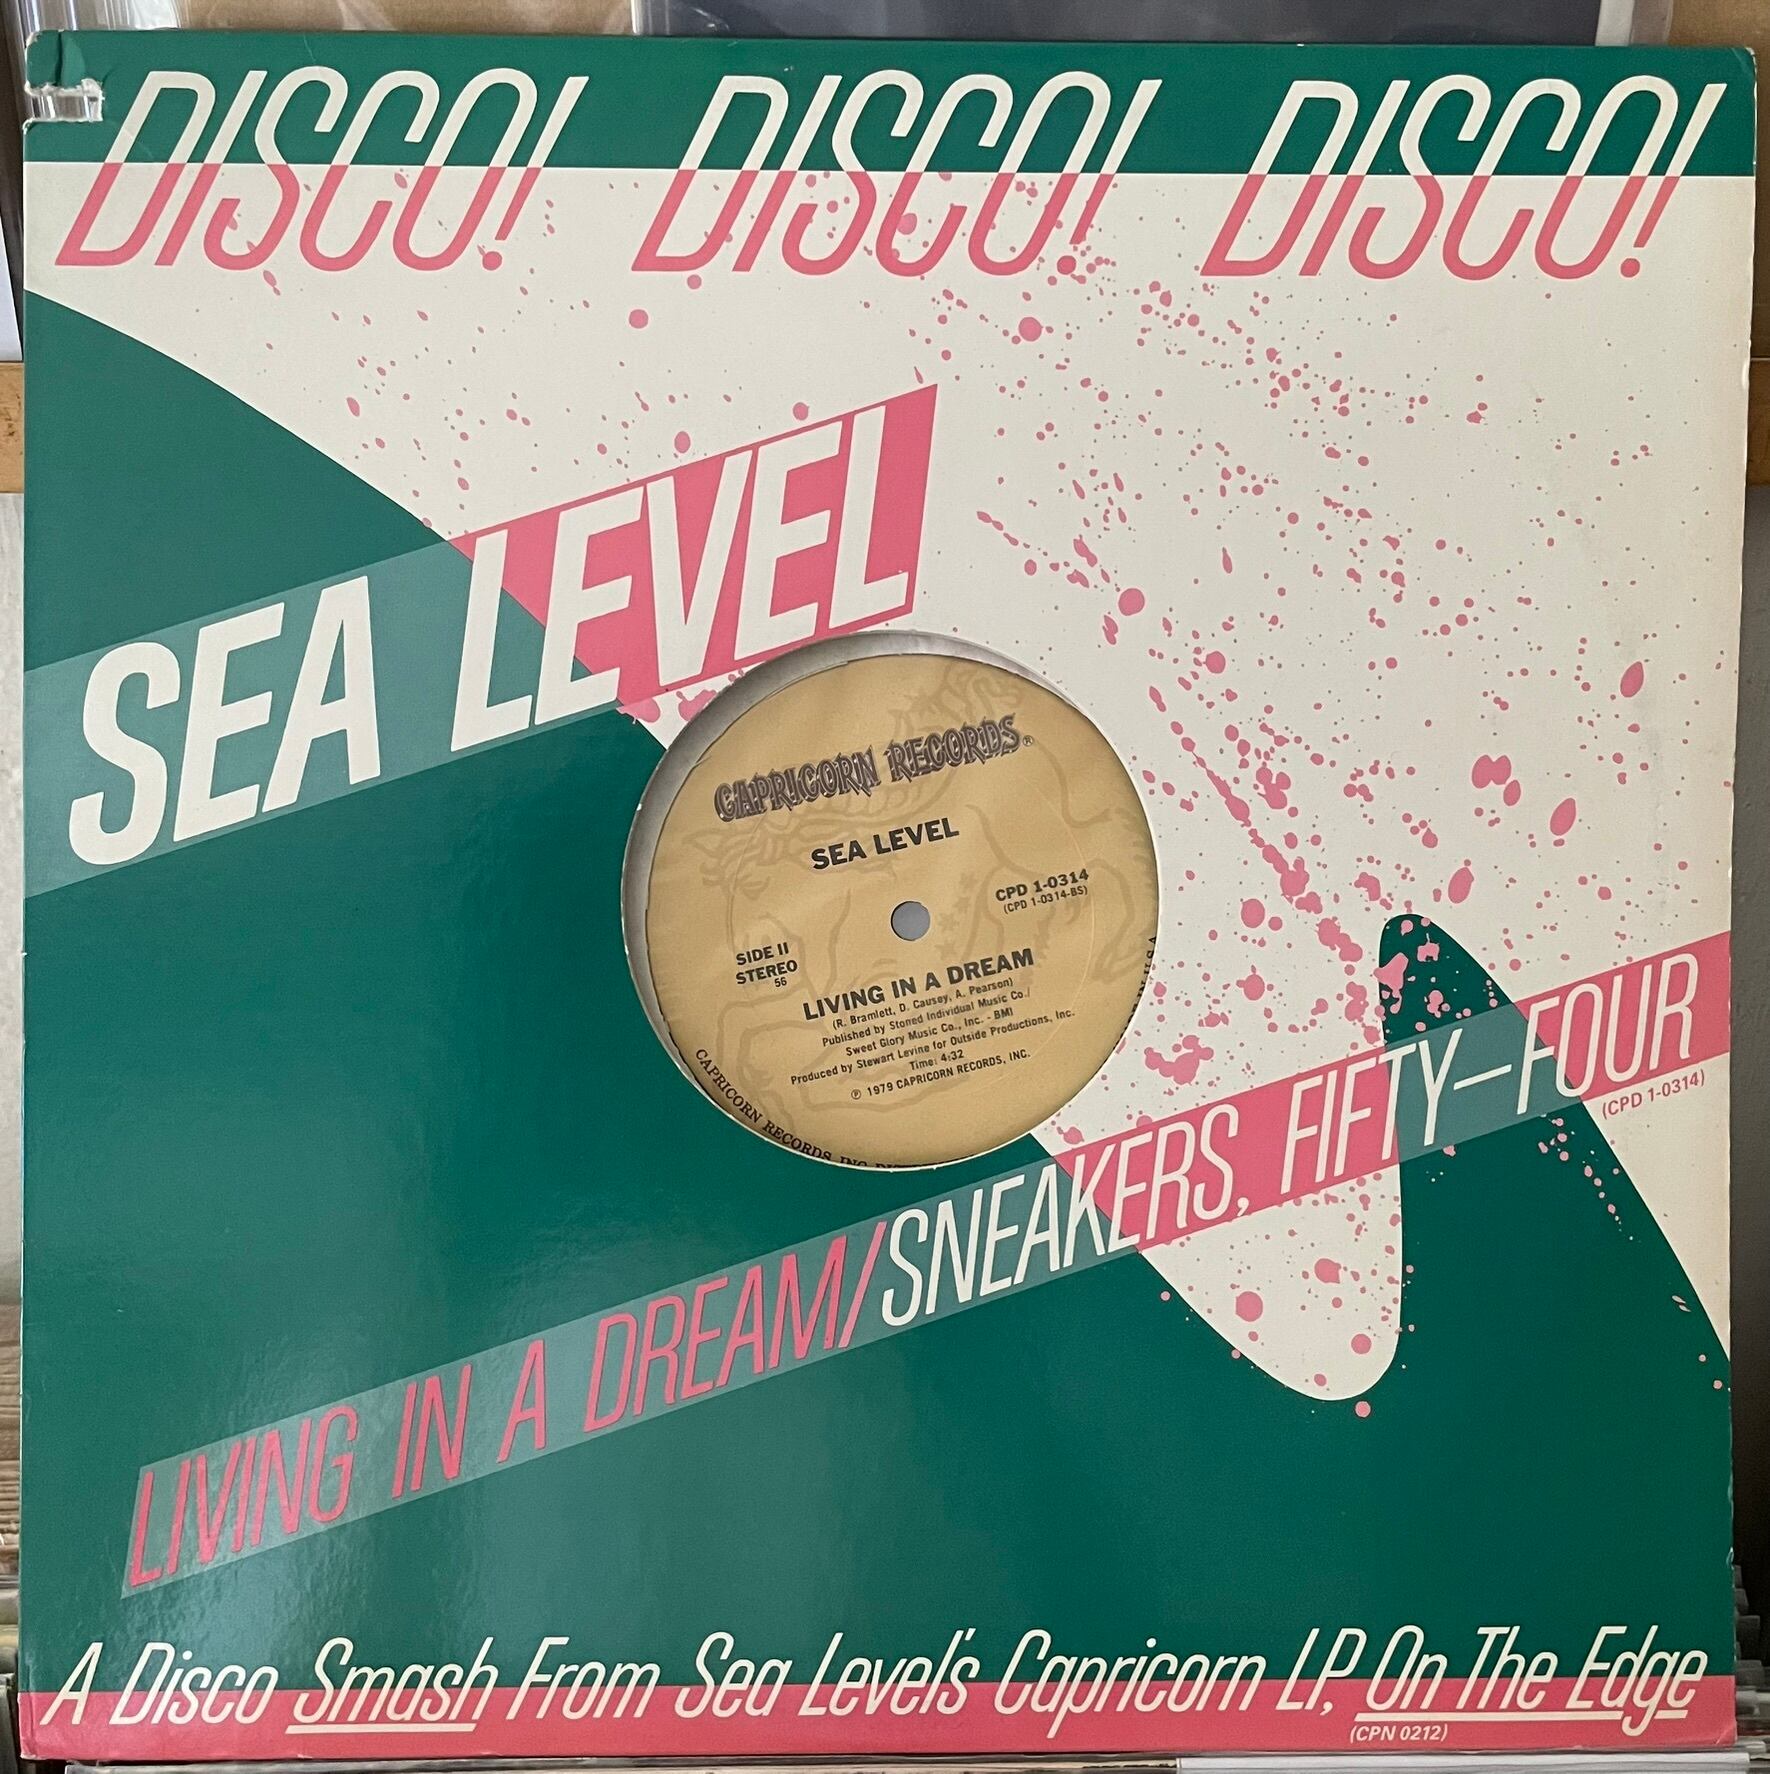 DISCO! DISCO! DISCO!
SEA LEVEL
CAPRICORN RECORDS®
SEA LEVEL
CPD 1-0314
(CPD 1-0314-BS)
SIDE II
STEREO
56
LIVING IN A DREAM
(R. Bramlett, D. Causey, A. Pearson)
Published by Stoned Individual Music Co./
Sweet Glory Music Co., Inc. - BMI
Produced by Stewart Levine for Outside Productions, Inc.
Time: 4:32
℗ 1979 CAPRICORN RECORDS, INC.
CAPRICORN RECORDS, INC.
LIVING IN A DREAM/SNEAKERS, FIFTY-FOUR
(CPD 1-0314)
A Disco Smash From Sea Level's Capricorn LP, On The Edge
(CPN 0212)